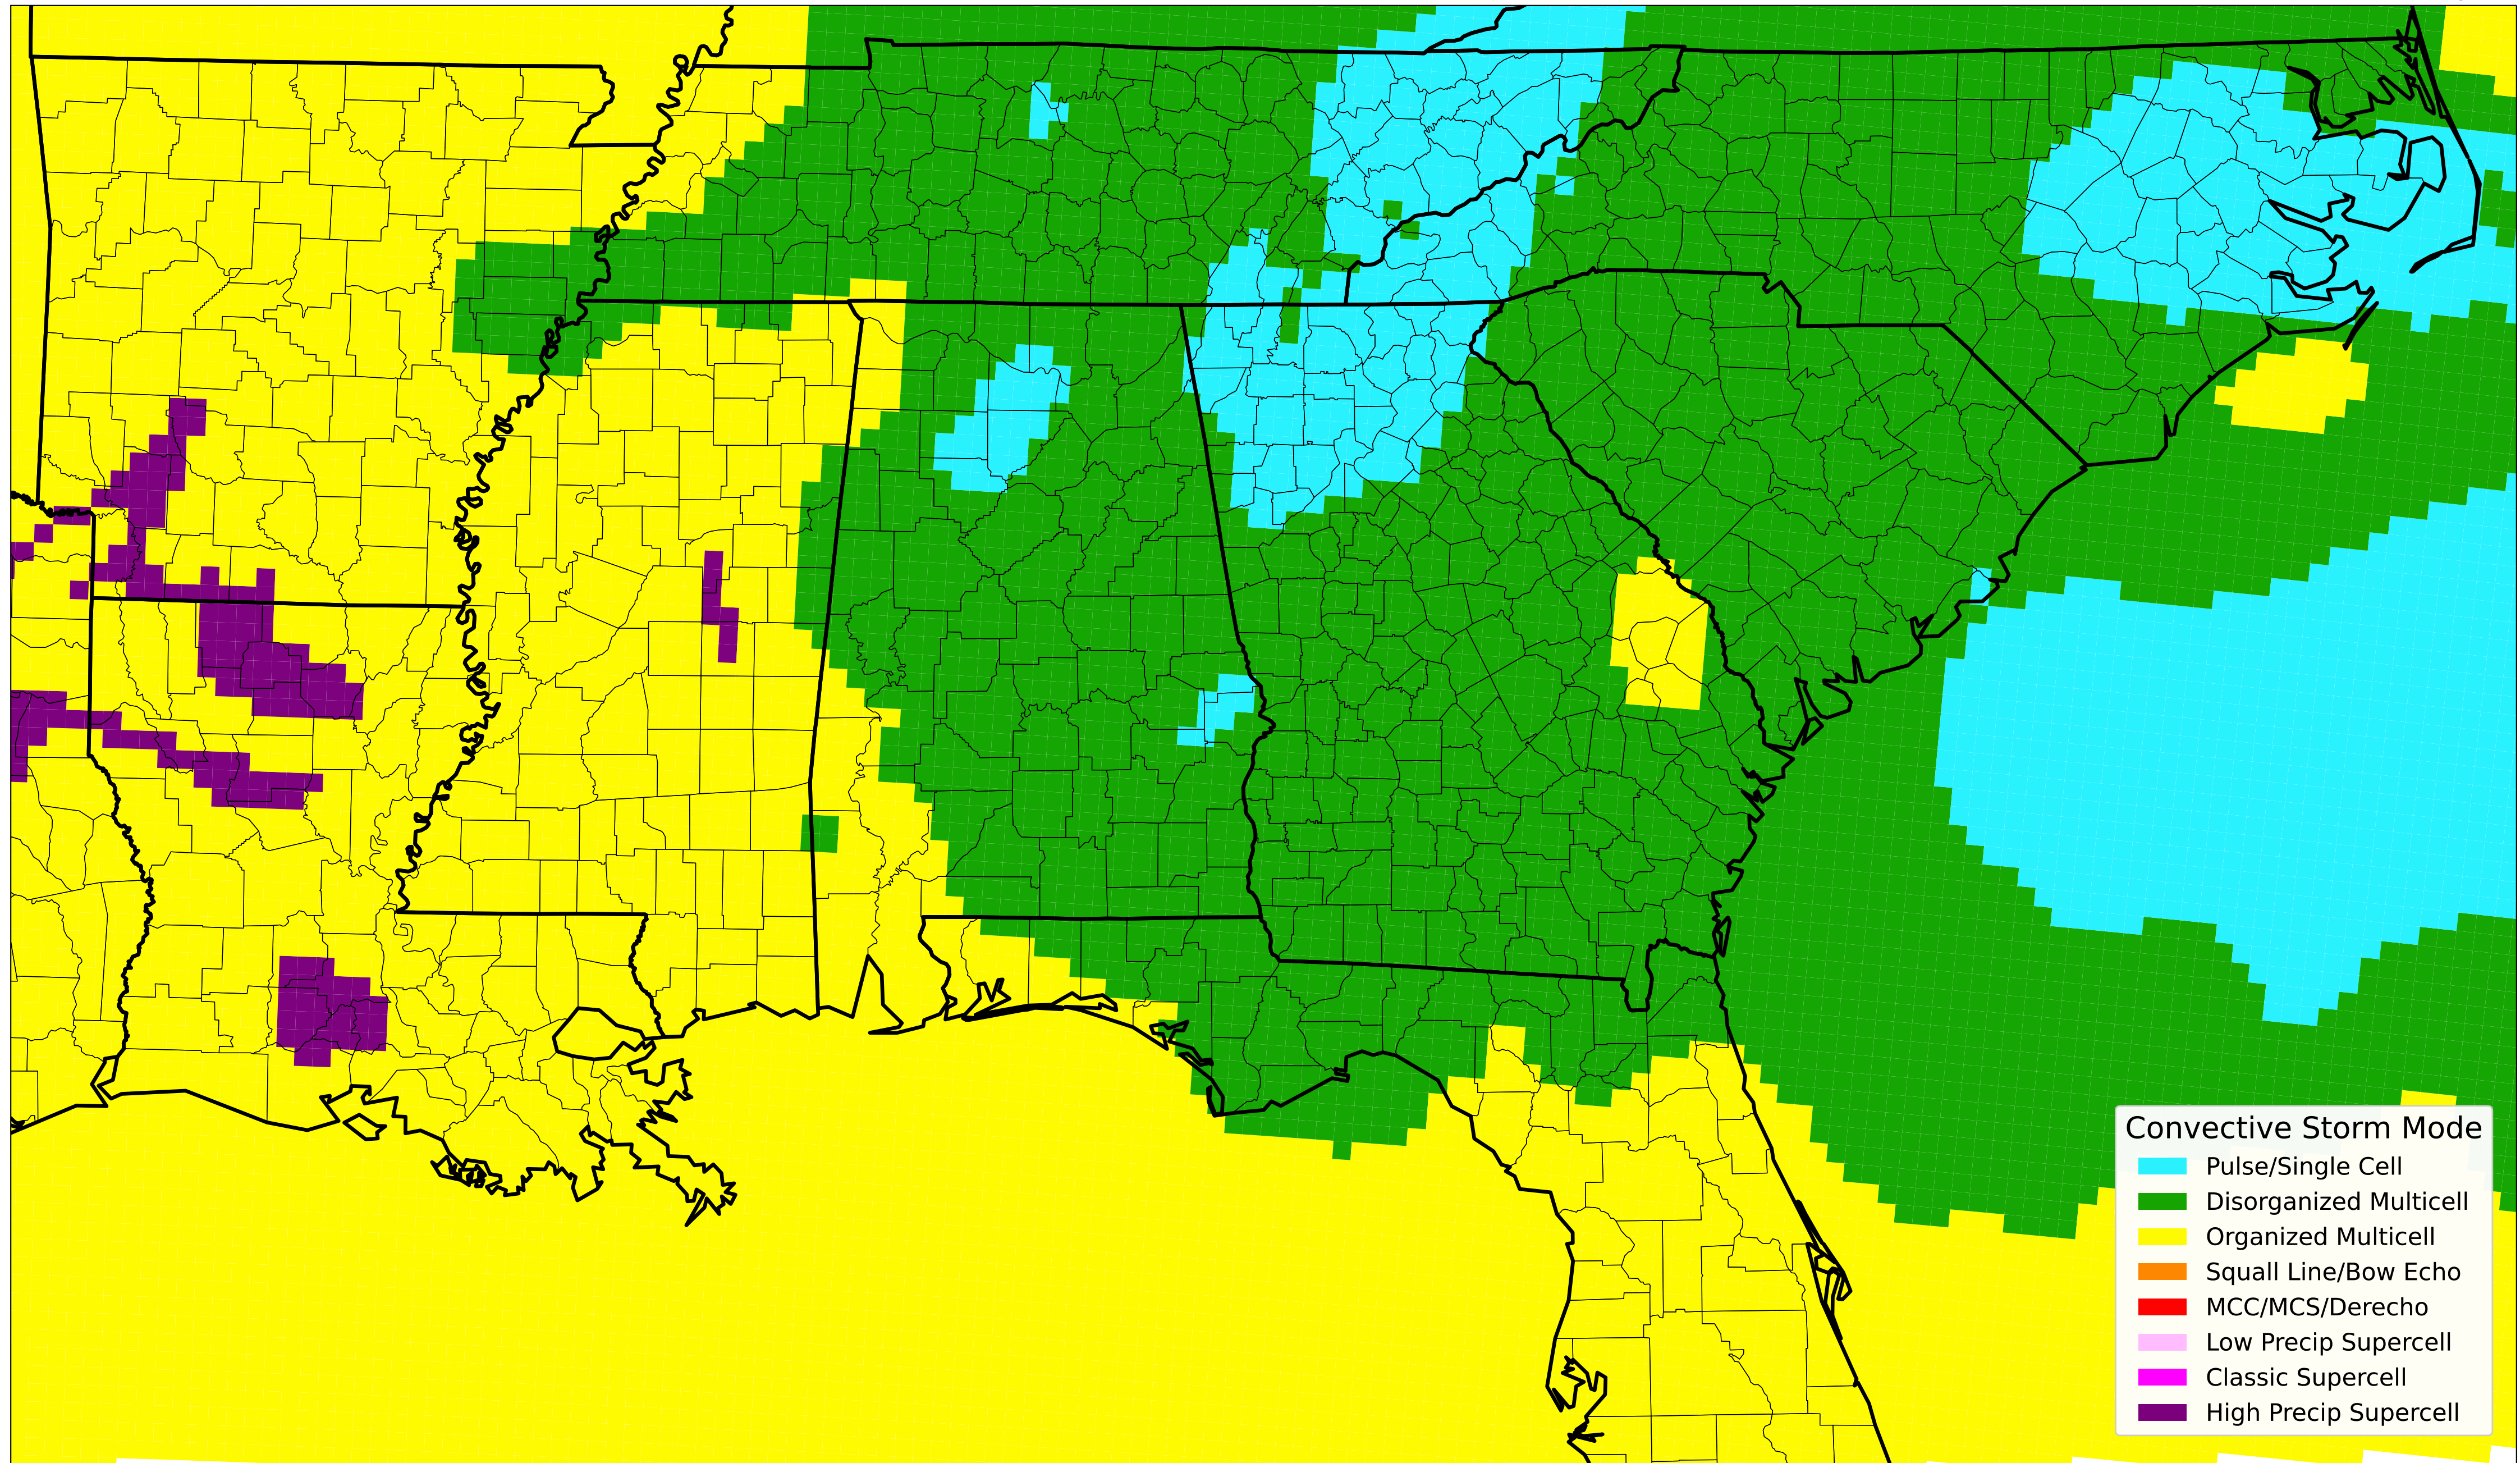 Convective Storm Mode
Pulse/Single Cell
Disorganized Multicell
Organized Multicell
Squall Line/Bow Echo
MCC/MCS/Derecho
Low Precip Supercell
Classic Supercell
High Precip Supercell